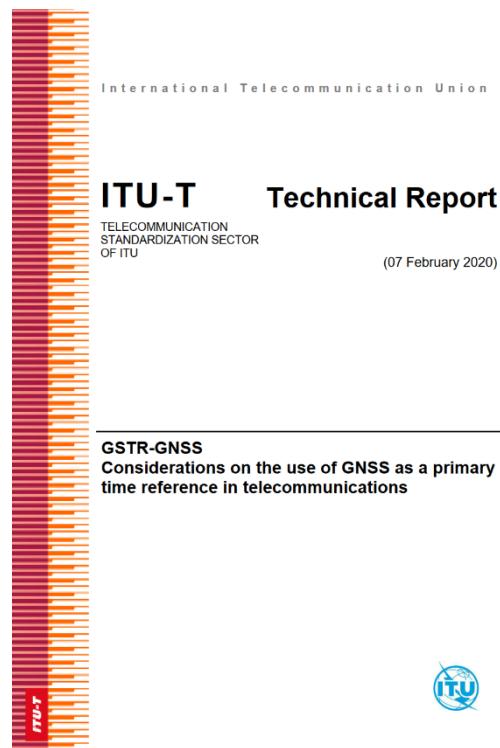 International Telecommunication Union
ITU-T Technical Report
TELECOMMUNICATION
STANDARDIZATION SECTOR
OF ITU
(07 February 2020)
GSTR-GNSS
Considerations on the use of GNSS as a primary
time reference in telecommunications
ITU-T
ITU